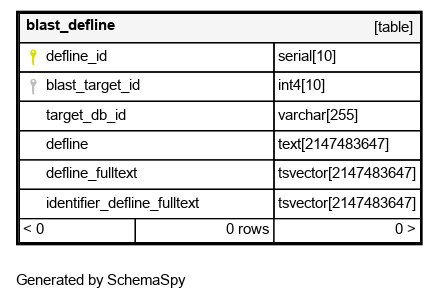 blast_defline [table]
defline_id serial[10]
blast_target_id int4[10]
target_db_id varchar[255]
defline text[2147483647]
defline_fulltext tsvector[2147483647]
identifier_defline_fulltext tsvector[2147483647]
< 0 0 rows 0 >
Generated by SchemaSpy